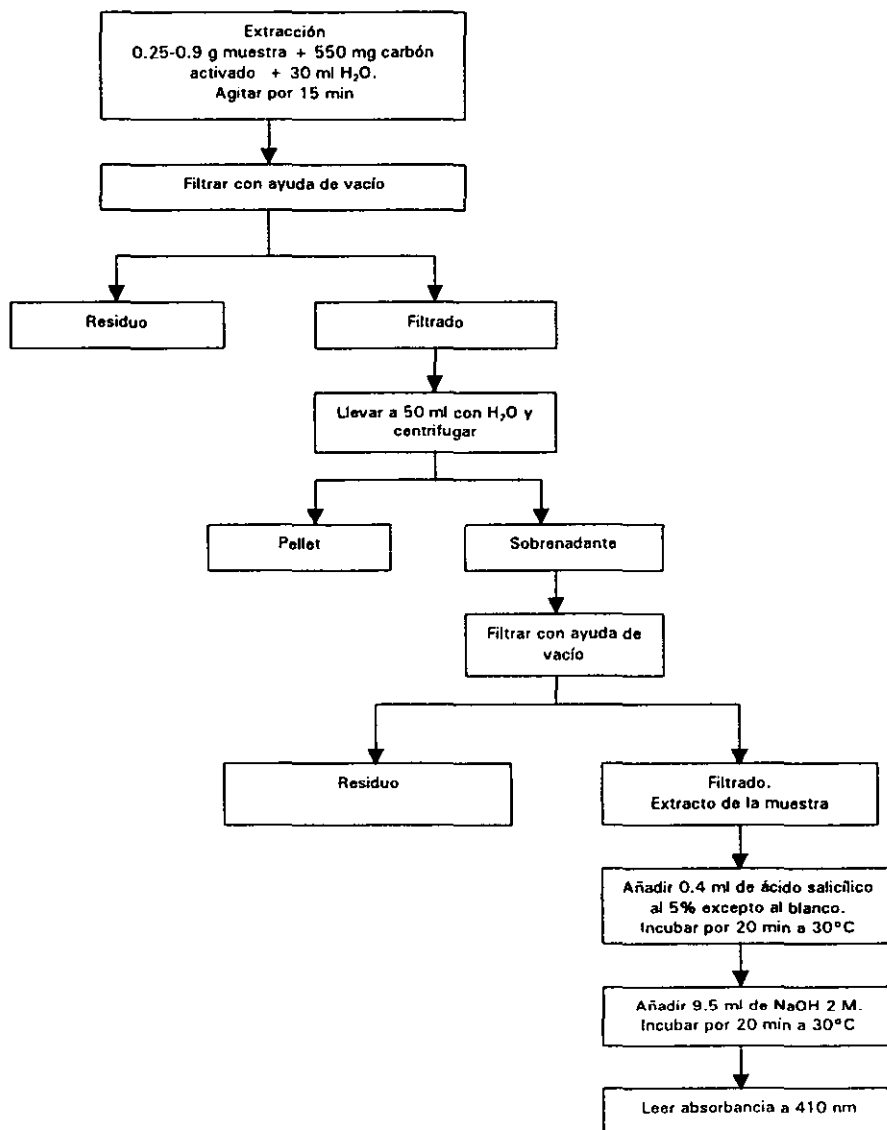 Extracción
0.25-0.9 g muestra + 550 mg carbón
activado + 30 ml H₂O.
Agitar por 15 min
Filtrar con ayuda de vacío
Residuo
Filtrado
Llevar a 50 ml con H₂O y
centrifugar
Pellet
Sobrenadante
Filtrar con ayuda de
vacío
Residuo
Filtrado.
Extracto de la muestra
Añadir 0.4 ml de ácido salicílico
al 5% excepto al blanco.
Incubar por 20 min a 30°C
Añadir 9.5 ml de NaOH 2 M.
Incubar por 20 min a 30°C
Leer absorbancia a 410 nm